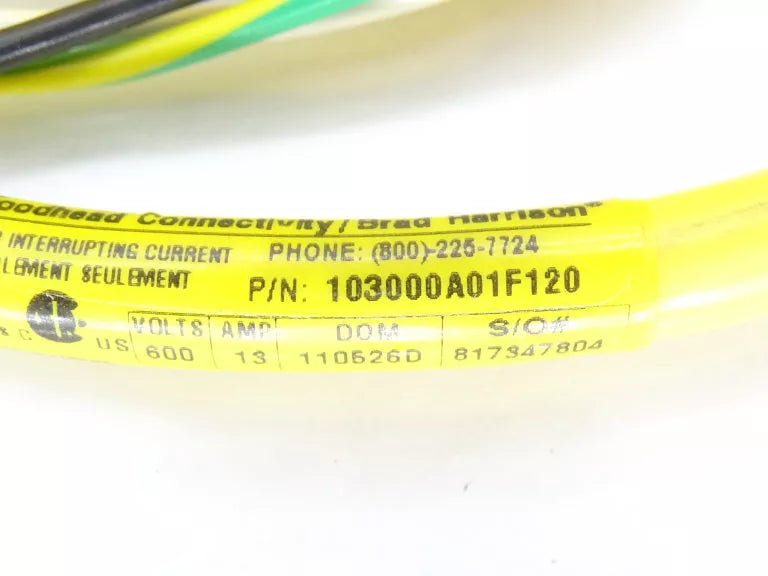 Woodhead Connectivity/Brad Harrison®
INTERRUPTING CURRENT
PHONE: (800)-225-7724
SEULEMENT
P/N: 103000A01F120
C US
VOLTS AMP DOM S/O#
600 13 110526D 817347804